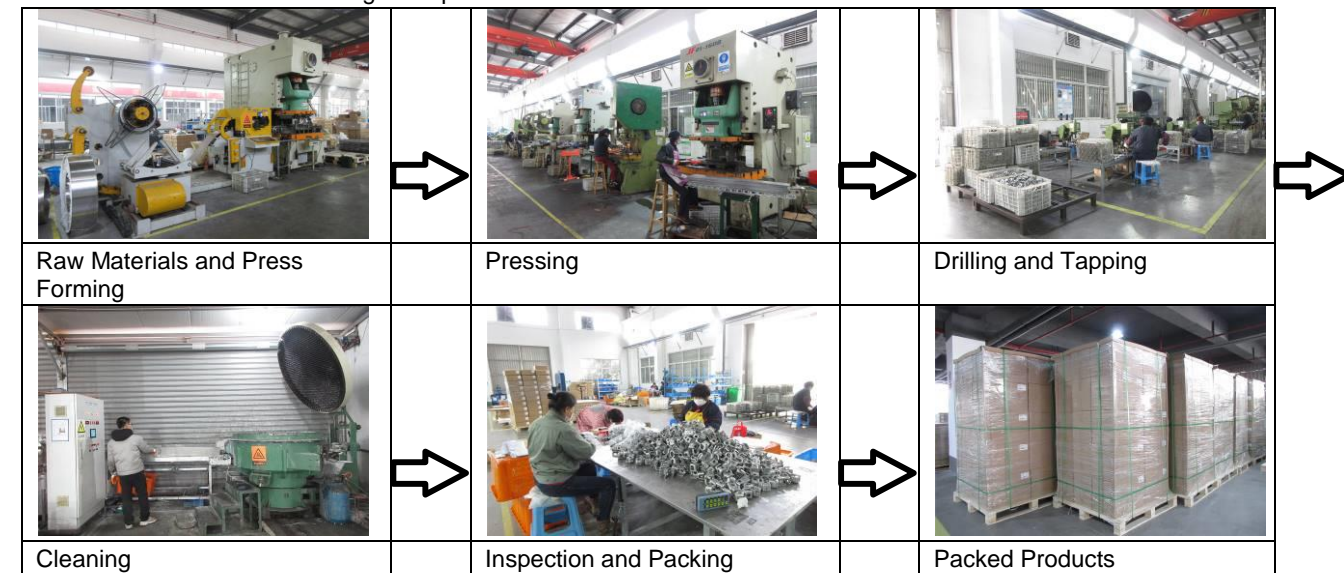 Raw Materials and Press
Forming
Pressing
Drilling and Tapping
Cleaning
Inspection and Packing
Packed Products